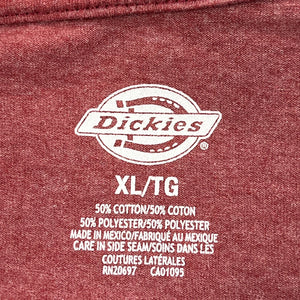 Dickies®
XL/TG
50% COTTON/50% COTON
50% POLYESTER/50% POLYESTER
MADE IN MEXICO/FABRIQUÉ AU MEXIQUE
CARE IN SIDE SEAM/SOINS DANS LES
COUTURES LATÉRALES
RN20697 CA01095